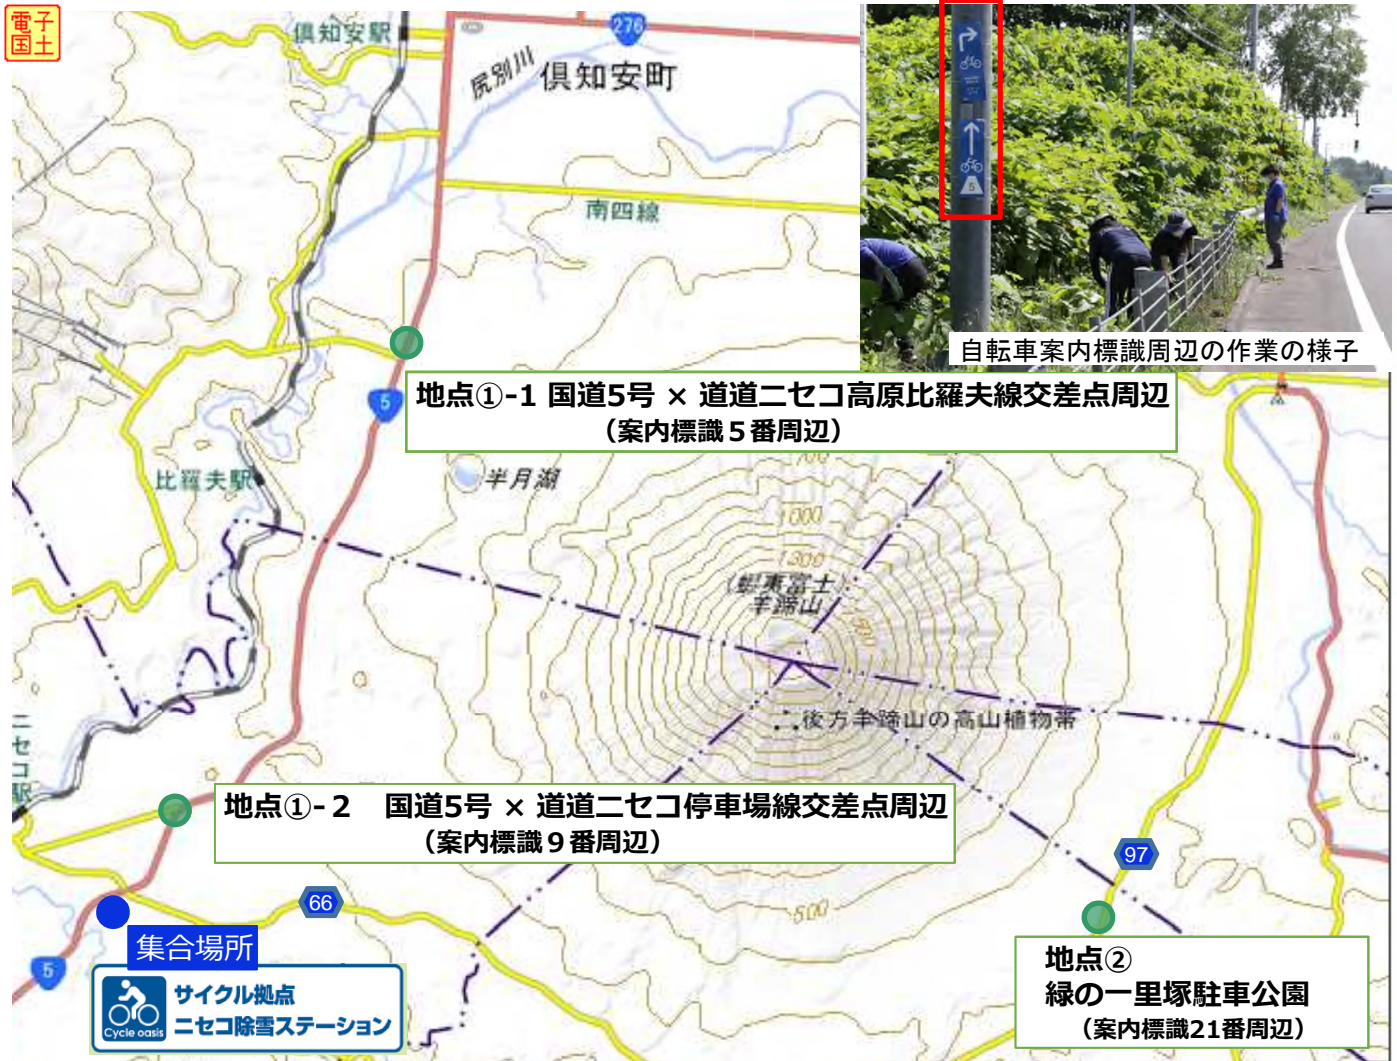 電子
国土
倶知安駅
276
尻別川
倶知安町
南四線
5
自転車案内標識周辺の作業の様子
地点①-1 国道5号 × 道道ニセコ高原比羅夫線交差点周辺
（案内標識５番周辺）
5
比羅夫駅
半月湖
1000
1300
(蝦夷富士)
羊蹄山
後方羊蹄山の高山植物帯
ニセコ駅
地点①-２ 国道5号 × 道道ニセコ停車場線交差点周辺
（案内標識９番周辺）
97
66
500
集合場所
5
サイクル拠点
ニセコ除雪ステーション
Cycle oasis
地点②
緑の一里塚駐車公園
（案内標識21番周辺）